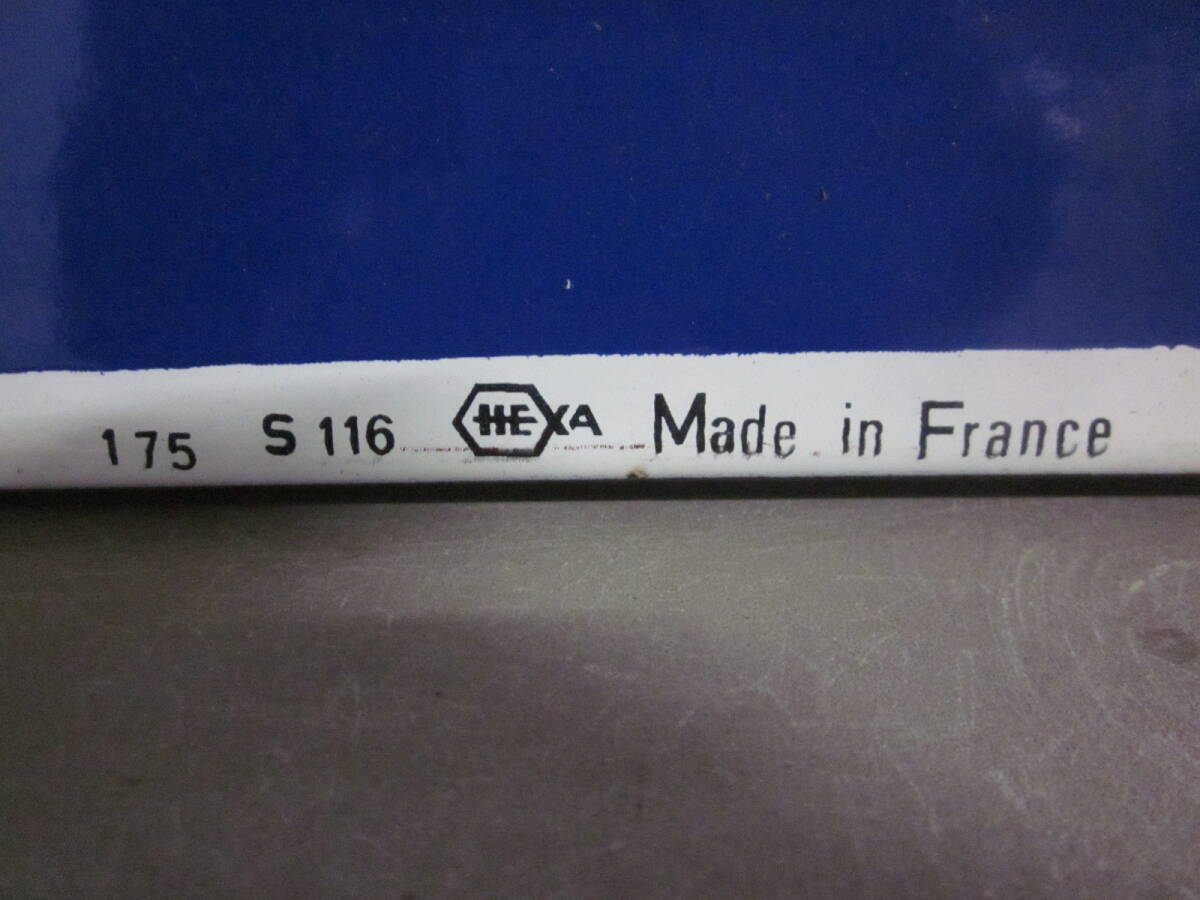 175 S 116 HEXA Made in France